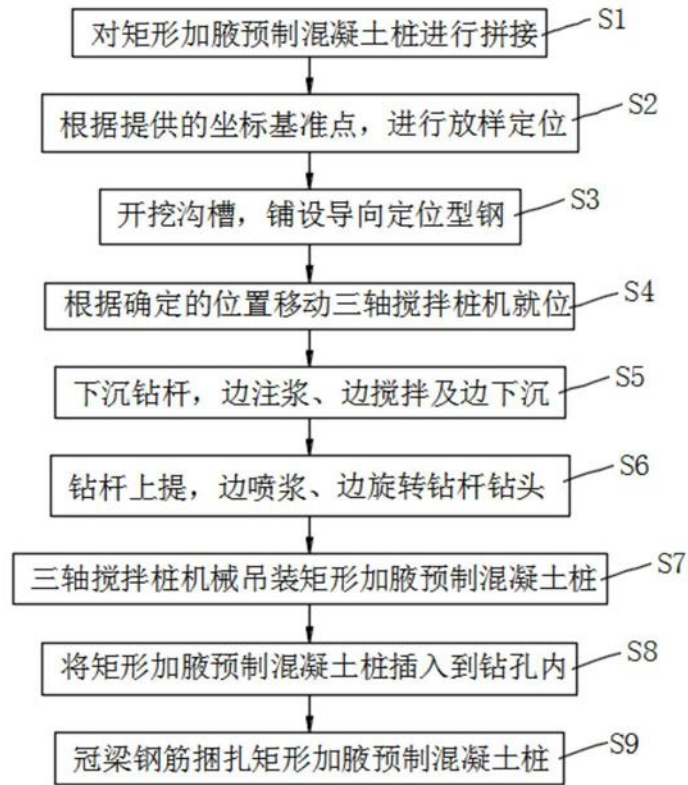 对矩形加腋预制混凝土桩进行拼接 S1
根据提供的坐标基准点，进行放样定位 S2
开挖沟槽，铺设导向定位型钢 S3
根据确定的位置移动三轴搅拌桩机就位 S4
下沉钻杆，边注浆、边搅拌及边下沉 S5
钻杆上提，边喷浆、边旋转钻杆钻头 S6
三轴搅拌桩机械吊装矩形加腋预制混凝土桩 S7
将矩形加腋预制混凝土桩插入到钻孔内 S8
冠梁钢筋捆扎矩形加腋预制混凝土桩 S9